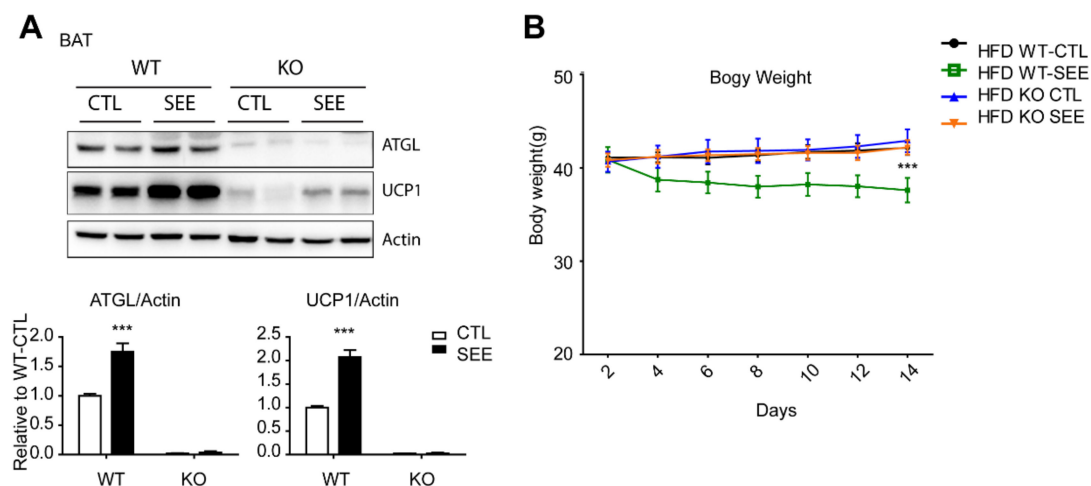 A
BAT
WT KO
CTL SEE CTL SEE
ATGL
UCP1
Actin
ATGL/Actin
Relative to WT-CTL
2.0
1.5
1.0
0.5
0.0
WT KO
***
UCP1/Actin
2.5
2.0
1.5
1.0
0.5
0.0
WT KO
***
CTL
SEE
B
Bogy Weight
HFD WT-CTL
HFD WT-SEE
HFD KO CTL
HFD KO SEE
Body weight(g)
50
40
30
20
***
2 4 6 8 10 12 14
Days